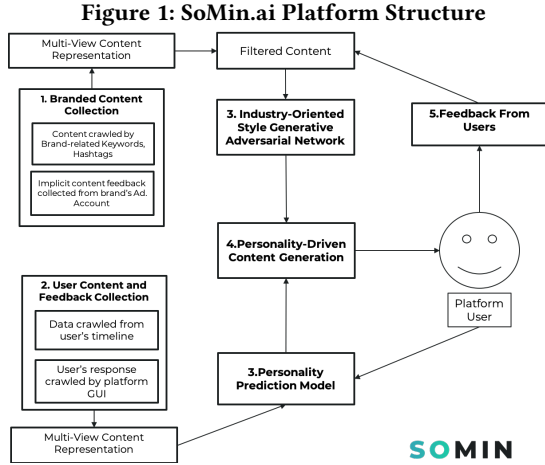 Figure 1: SoMin.ai Platform Structure
Multi-View Content
Representation
Filtered Content
1. Branded Content
Collection
Content crawled by
Brand-related Keywords,
Hashtags
Implicit content feedback
collected from brand's Ad.
Account
3. Industry-Oriented
Style Generative
Adversarial Network
5.Feedback From
Users
4.Personality-Driven
Content Generation
2. User Content and
Feedback Collection
Data crawled from
user's timeline
User's response
crawled by platform
GUI
Platform
User
3.Personality
Prediction Model
Multi-View Content
Representation
SOMIN